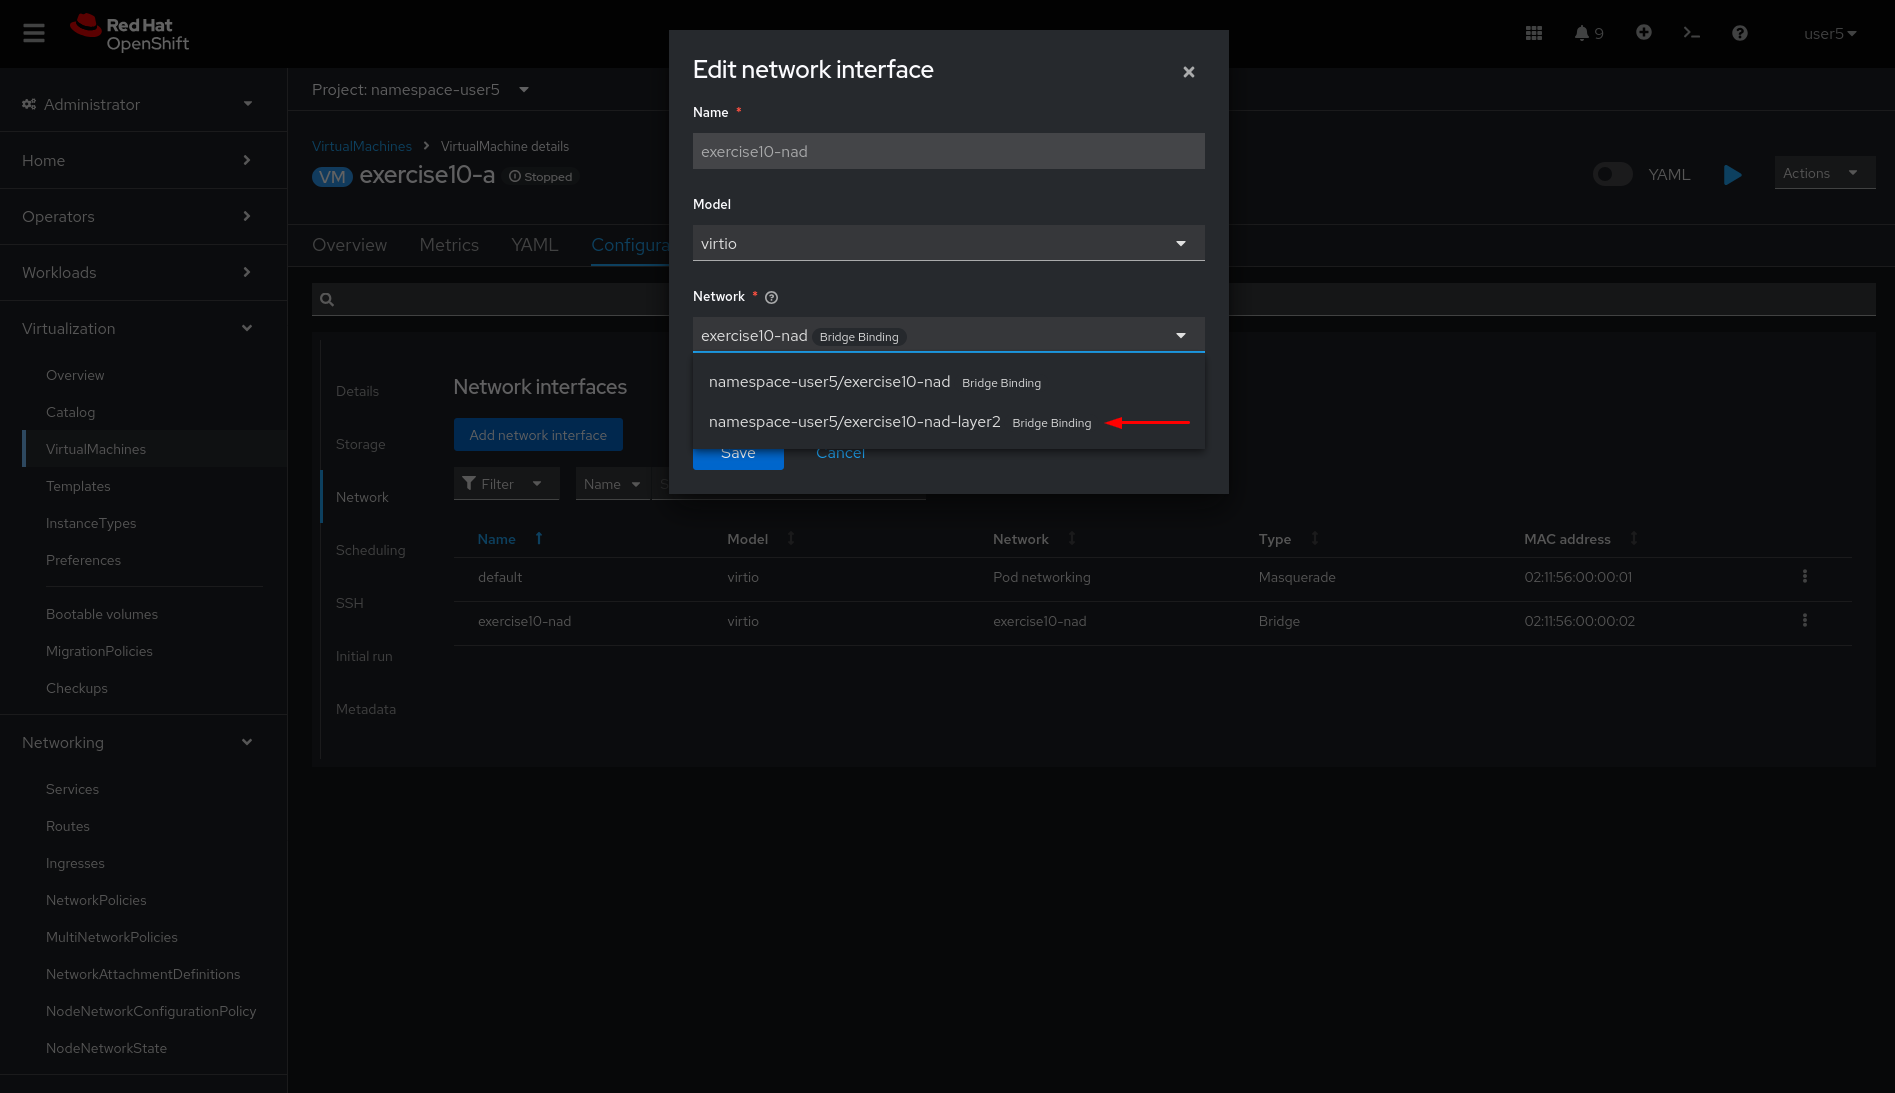 Red Hat
OpenShift
9
user5
Administrator
Home
Operators
Workloads
Virtualization
Overview
Catalog
VirtualMachines
Templates
InstanceTypes
Preferences
Bootable volumes
MigrationPolicies
Checkups
Networking
Services
Routes
Ingresses
NetworkPolicies
MultiNetworkPolicies
NetworkAttachmentDefinitions
NodeNetworkConfigurationPolicy
NodeNetworkState
Project: namespace-user5
VirtualMachines > VirtualMachine details
VM exercise10-a Stopped
YAML
Actions
Overview Metrics YAML Configura
Details
Storage
Network
Scheduling
SSH
Initial run
Metadata
Network interfaces
Add network interface
Filter
Name
S
Name Model Network Type MAC address
default virtio Pod networking Masquerade 02:11:56:00:00:01
exercise10-nad virtio exercise10-nad Bridge 02:11:56:00:00:02
Edit network interface
Name *
exercise10-nad
Model
virtio
Network *
exercise10-nad Bridge Binding
namespace-user5/exercise10-nad Bridge Binding
namespace-user5/exercise10-nad-layer2 Bridge Binding
Save Cancel